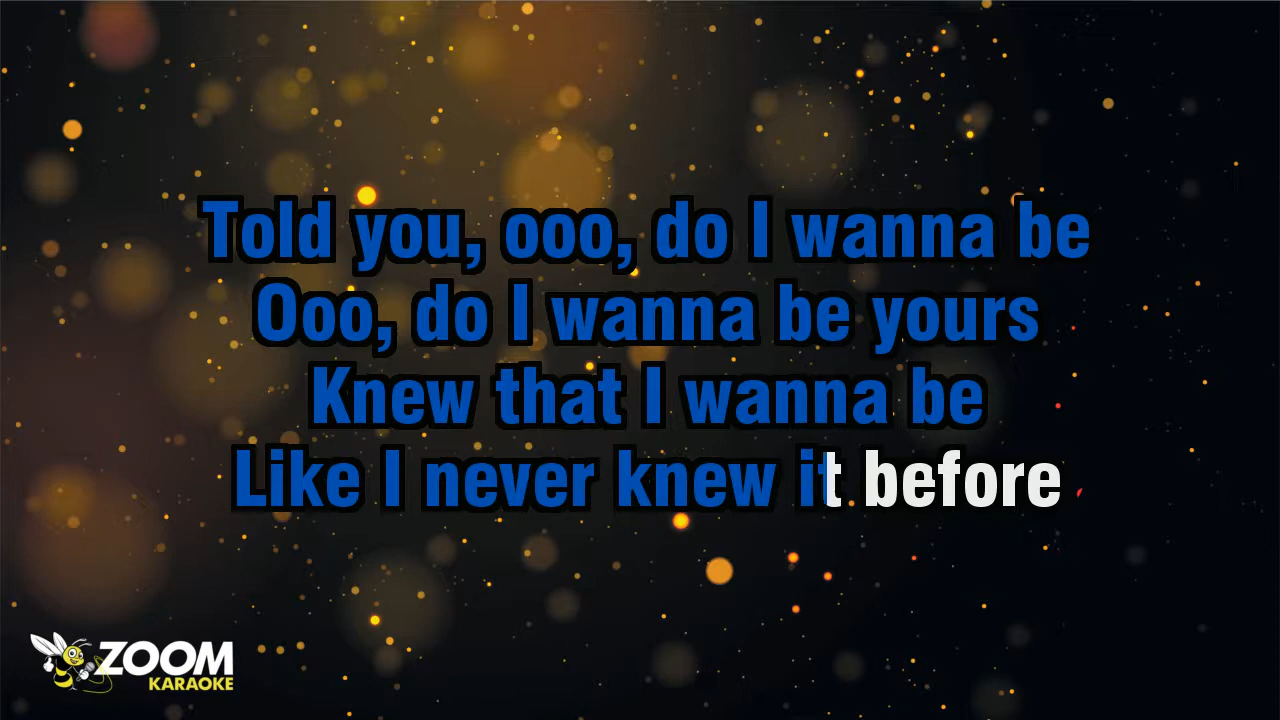 Told you, ooo, do I wanna be
Ooo, do I wanna be yours
Knew that I wanna be
Like I never knew it before
ZOOM
KARAOKE